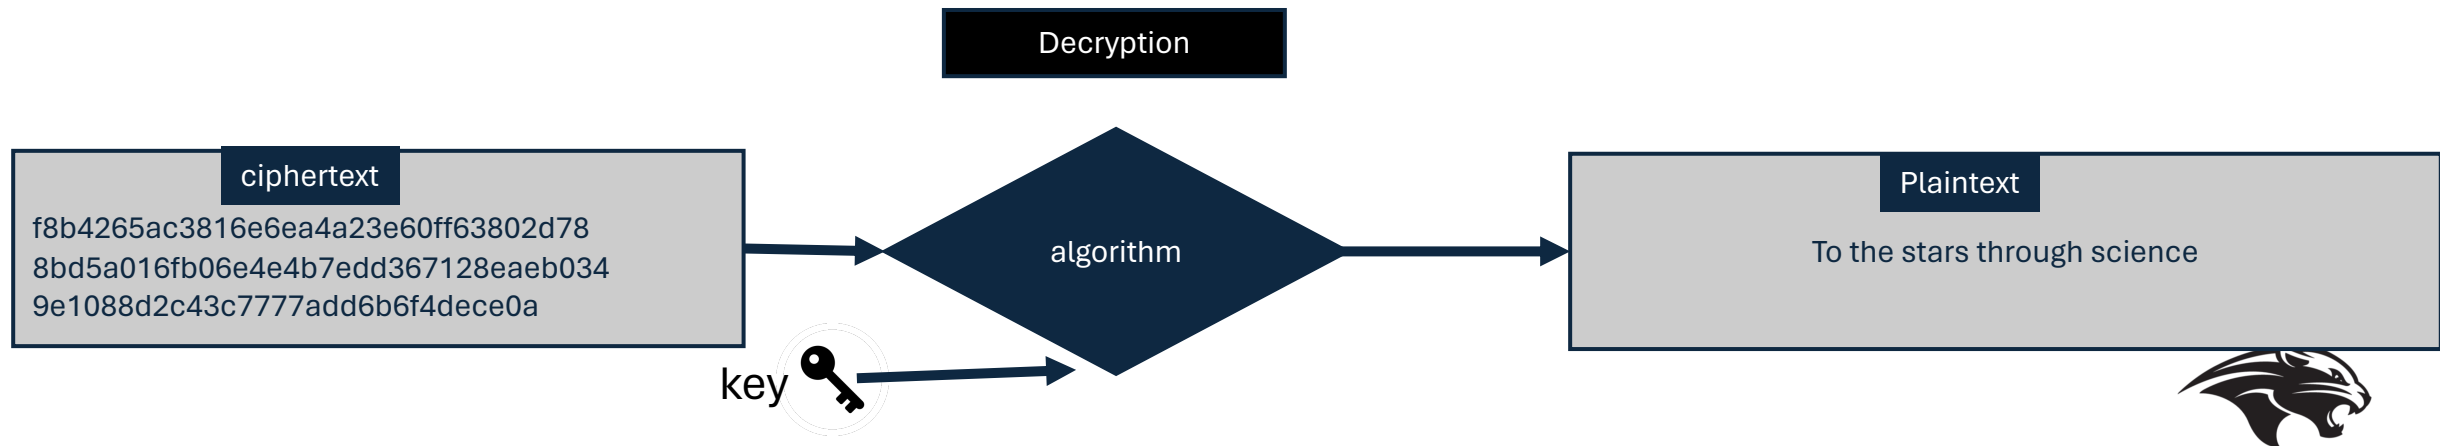 Decryption
ciphertext
f8b4265ac3816e6ea4a23e60ff63802d78
8bd5a016fb06e4e4b7edd367128eaeb034
9e1088d2c43c7777add6b6f4dece0a
key
algorithm
Plaintext
To the stars through science